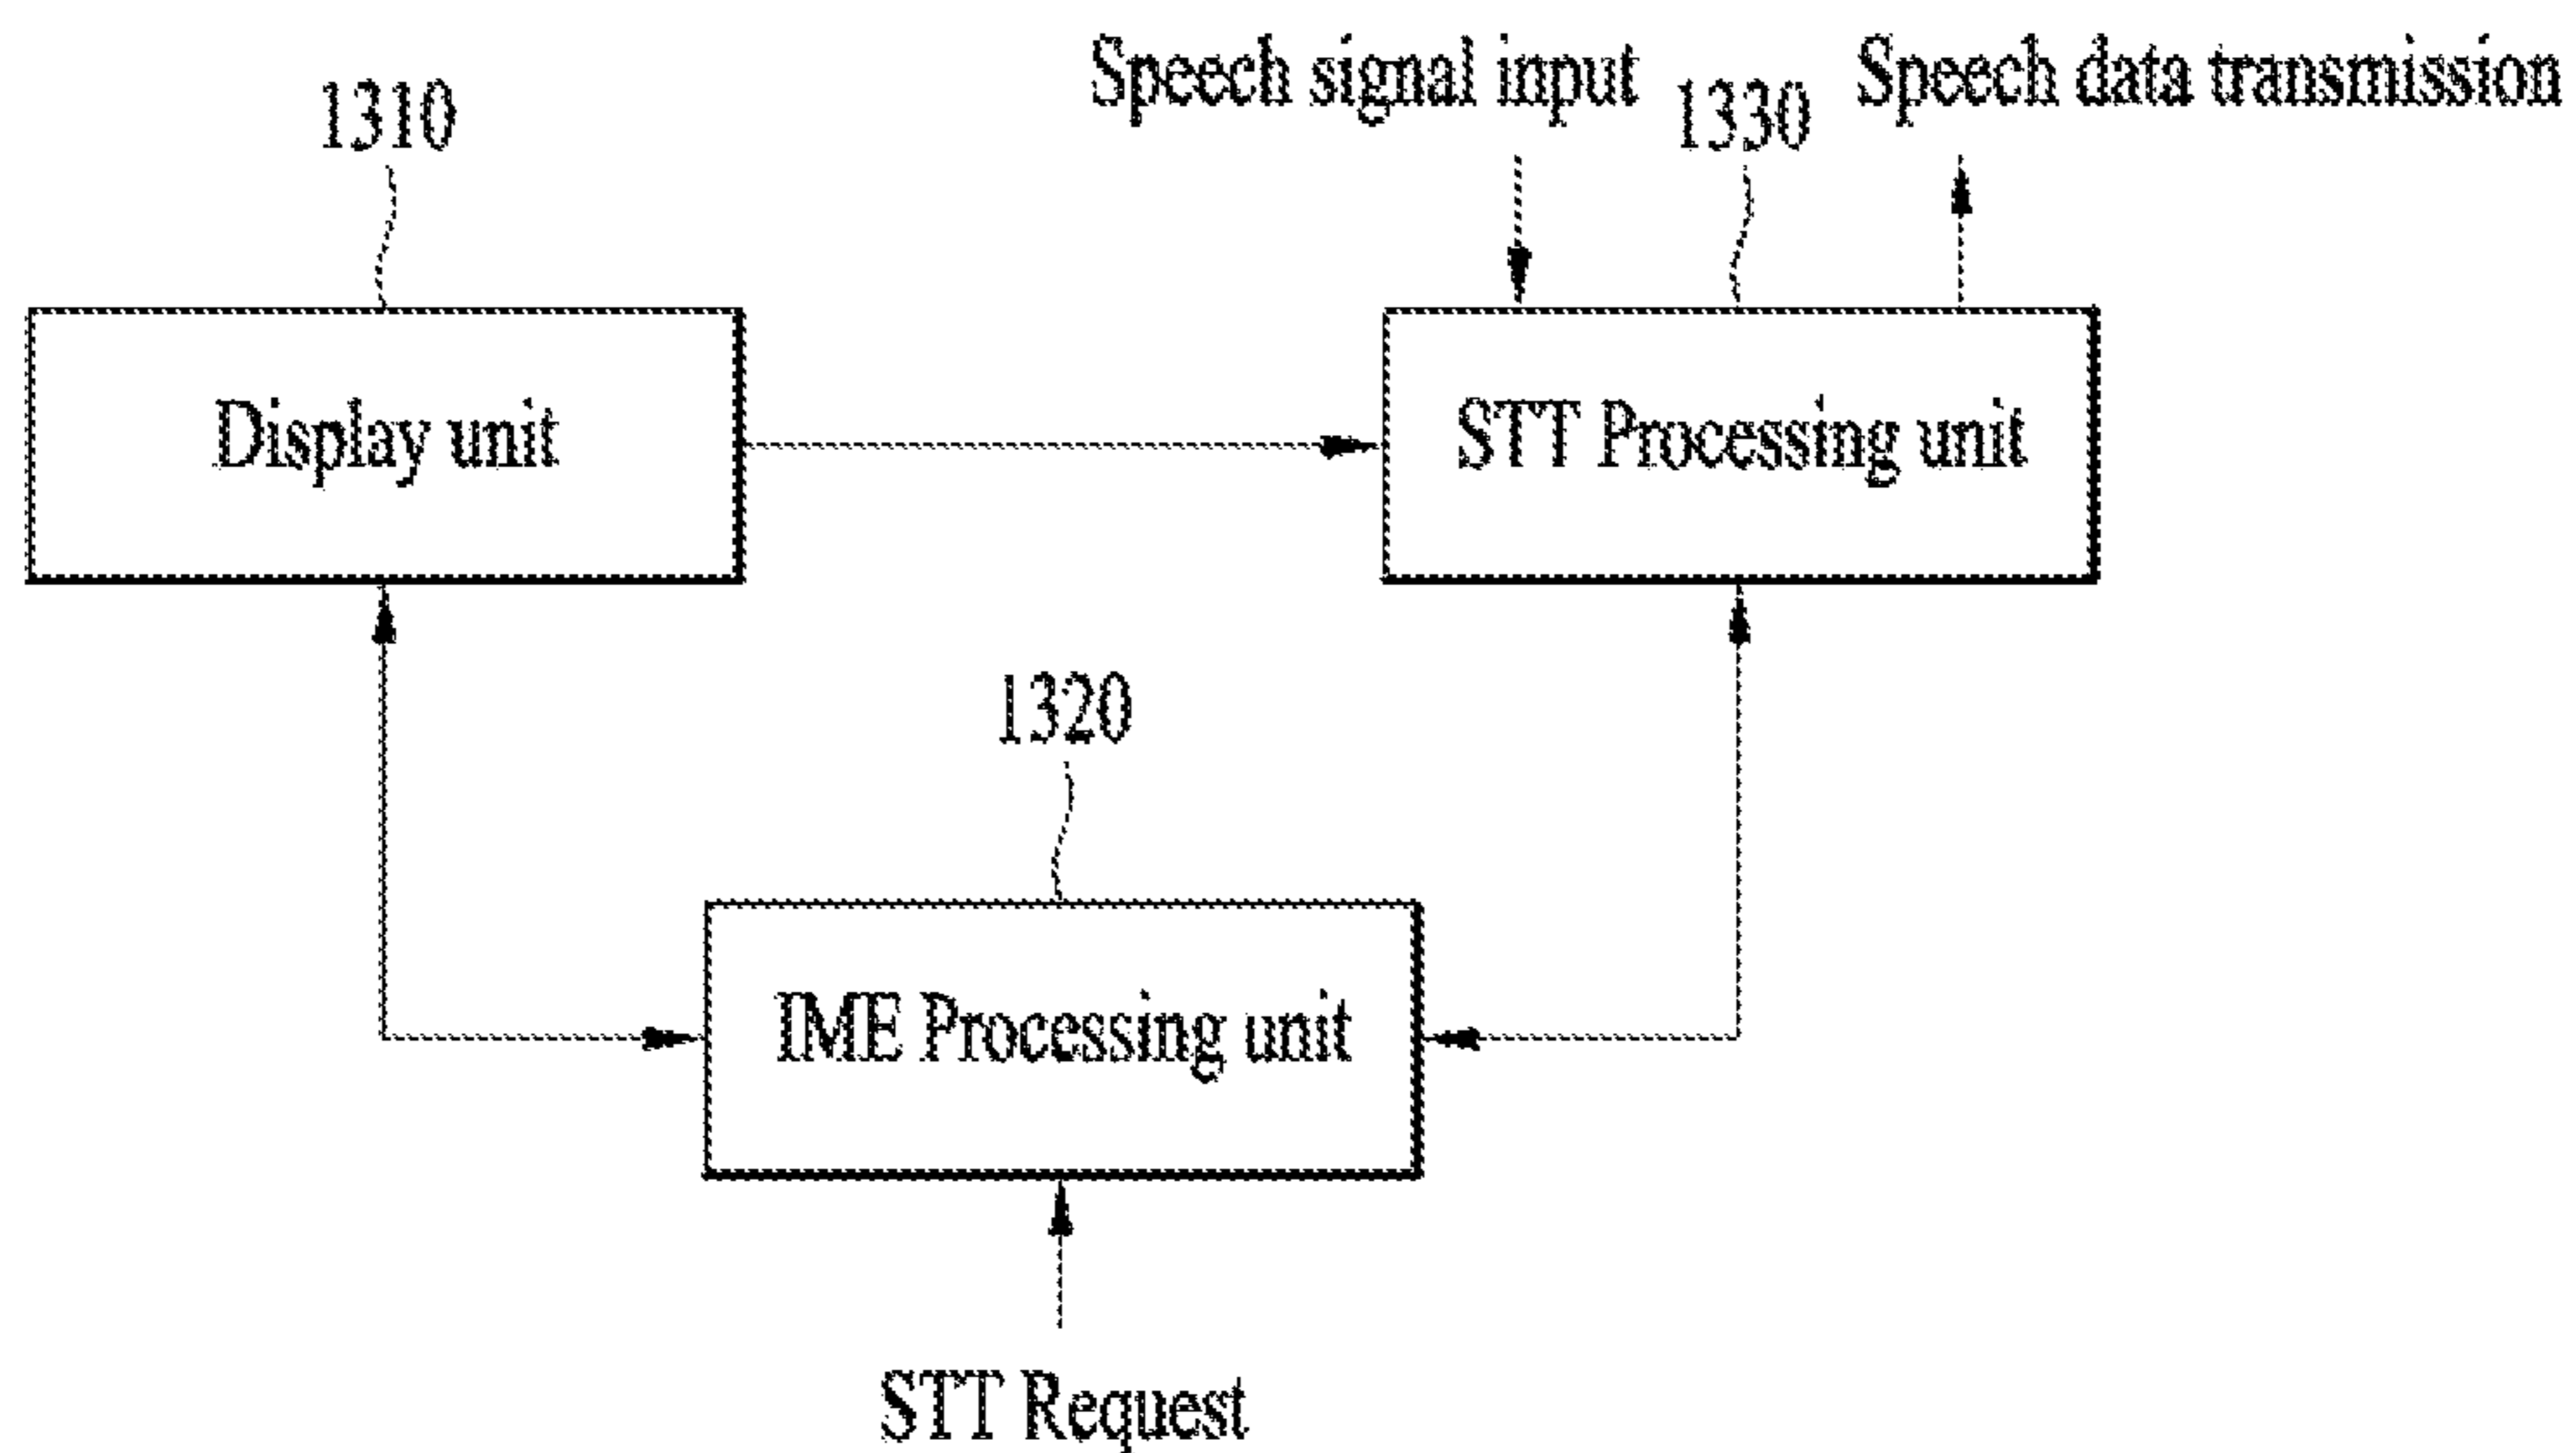 Speech signal input
Speech data transmission
1310
1330
Display unit
STT Processing unit
1320
IME Processing unit
STT Request